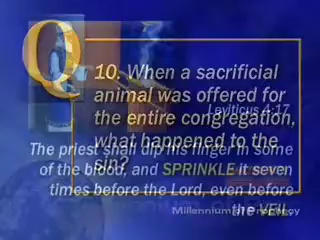 Q
10. When a sacrificial
animal was offered for
the entire congregation,
what happened to the
sin?
Leviticus 4:17
The priest shall dip his finger in some
of the blood, and SPRINKLE it seven
times before the Lord, even before
the VEIL.
Millennium of Prophecy